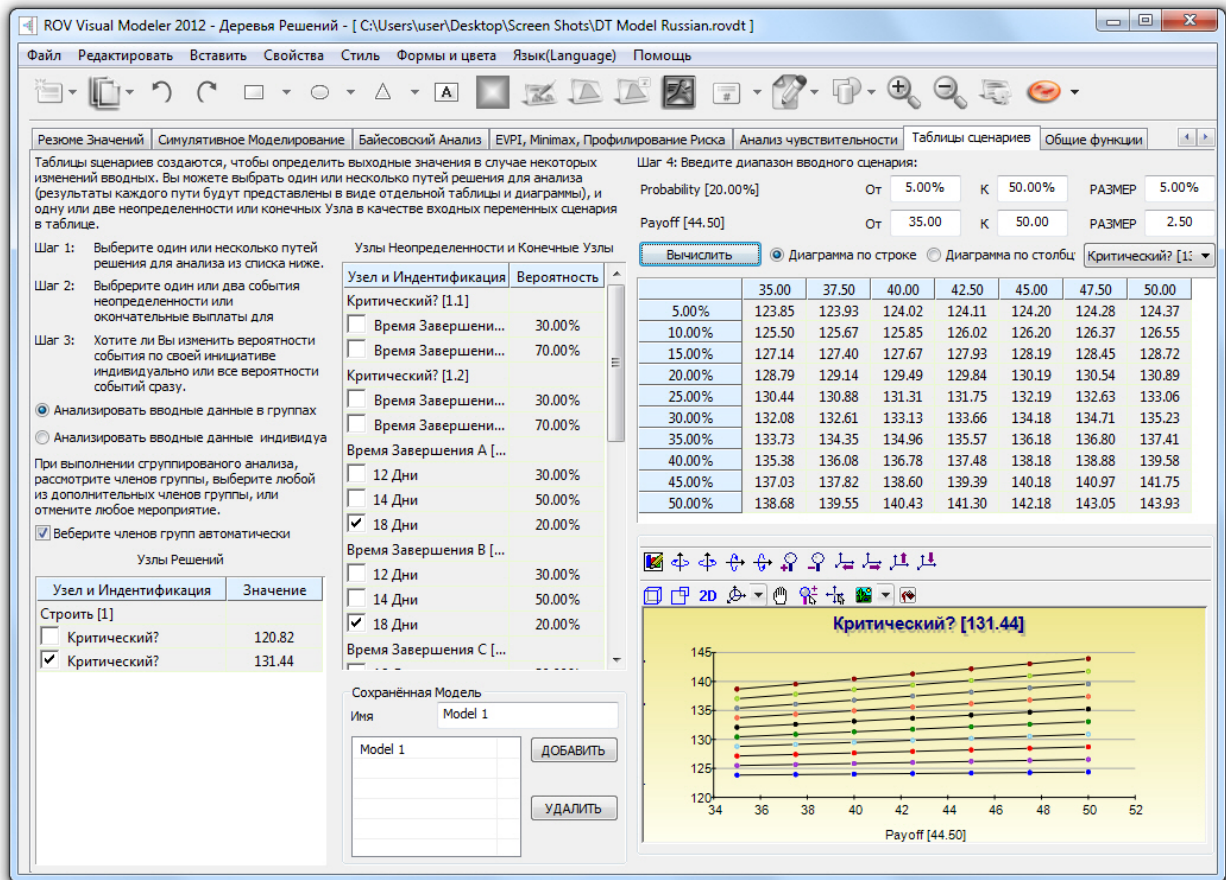 ROV Visual Modeler 2012 - Деревья Решений - [ C:\Users\user\Desktop\Screen Shots\DT Model Russian.rovdt ]
Файл Редактировать Вставить Свойства Стиль Формы и цвета Язык(Language) Помощь
A #
Резюме Значений Симулятивное Моделирование Байесовский Анализ EVPI, Minimax, Профилирование Риска Анализ чувствительности Таблицы сценариев Общие функции
Таблицы сценариев создаются, чтобы определить выходные значения в случае некоторых
изменений вводных. Вы можете выбрать один или несколько путей решения для анализа
(результаты каждого пути будут представлены в виде отдельной таблицы и диаграммы), и
одну или две неопределенности или конечных Узла в качестве входных переменных сценария
в таблице.
Шаг 1: Выберите один или несколько путей
решения для анализа из списка ниже.
Шаг 2: Выбрерите один или два события
неопределенности или
окончательные выплаты для
Шаг 3: Хотите ли Вы изменить вероятности
события по своей инициативе
индивидуально или все вероятности
событий сразу.
Анализировать вводные данные в группах
Анализировать вводные данные индивидуа
При выполнении сгруппированого анализа,
рассмотрите членов группы, выберите любой
из дополнительных членов группы, или
отмените любое мероприятие.
Веберите членов групп автоматически
Узлы Решений
Узел и Индентификация Значение
Строить [1]
Критический? 120.82
Критический? 131.44
Узлы Неопределенности и Конечные Узлы
Узел и Индентификация Вероятность
Критический? [1.1]
Время Завершени... 30.00%
Время Завершени... 70.00%
Критический? [1.2]
Время Завершени... 30.00%
Время Завершени... 70.00%
Время Завершения A [...
12 Дни 30.00%
14 Дни 50.00%
18 Дни 20.00%
Время Завершения B [...
12 Дни 30.00%
14 Дни 50.00%
18 Дни 20.00%
Время Завершения C [...
Сохранённая Модель
Имя Model 1
Model 1
ДОБАВИТЬ
УДАЛИТЬ
Шаг 4: Введите диапазон вводного сценария:
Probability [20.00%] От 5.00% К 50.00% РАЗМЕР 5.00%
Payoff [44.50] От 35.00 К 50.00 РАЗМЕР 2.50
Вычислить Диаграмма по строке Диаграмма по столбц Критический? [1:
35.00 37.50 40.00 42.50 45.00 47.50 50.00
5.00% 123.85 123.93 124.02 124.11 124.20 124.28 124.37
10.00% 125.50 125.67 125.85 126.02 126.20 126.37 126.55
15.00% 127.14 127.40 127.67 127.93 128.19 128.45 128.72
20.00% 128.79 129.14 129.49 129.84 130.19 130.54 130.89
25.00% 130.44 130.88 131.31 131.75 132.19 132.63 133.06
30.00% 132.08 132.61 133.13 133.66 134.18 134.71 135.23
35.00% 133.73 134.35 134.96 135.57 136.18 136.80 137.41
40.00% 135.38 136.08 136.78 137.48 138.18 138.88 139.58
45.00% 137.03 137.82 138.60 139.39 140.18 140.97 141.75
50.00% 138.68 139.55 140.43 141.30 142.18 143.05 143.93
2D
Критический? [131.44]
145
140
135
130
125
120
34 36 38 40 42 44 46 48 50 52
Payoff [44.50]